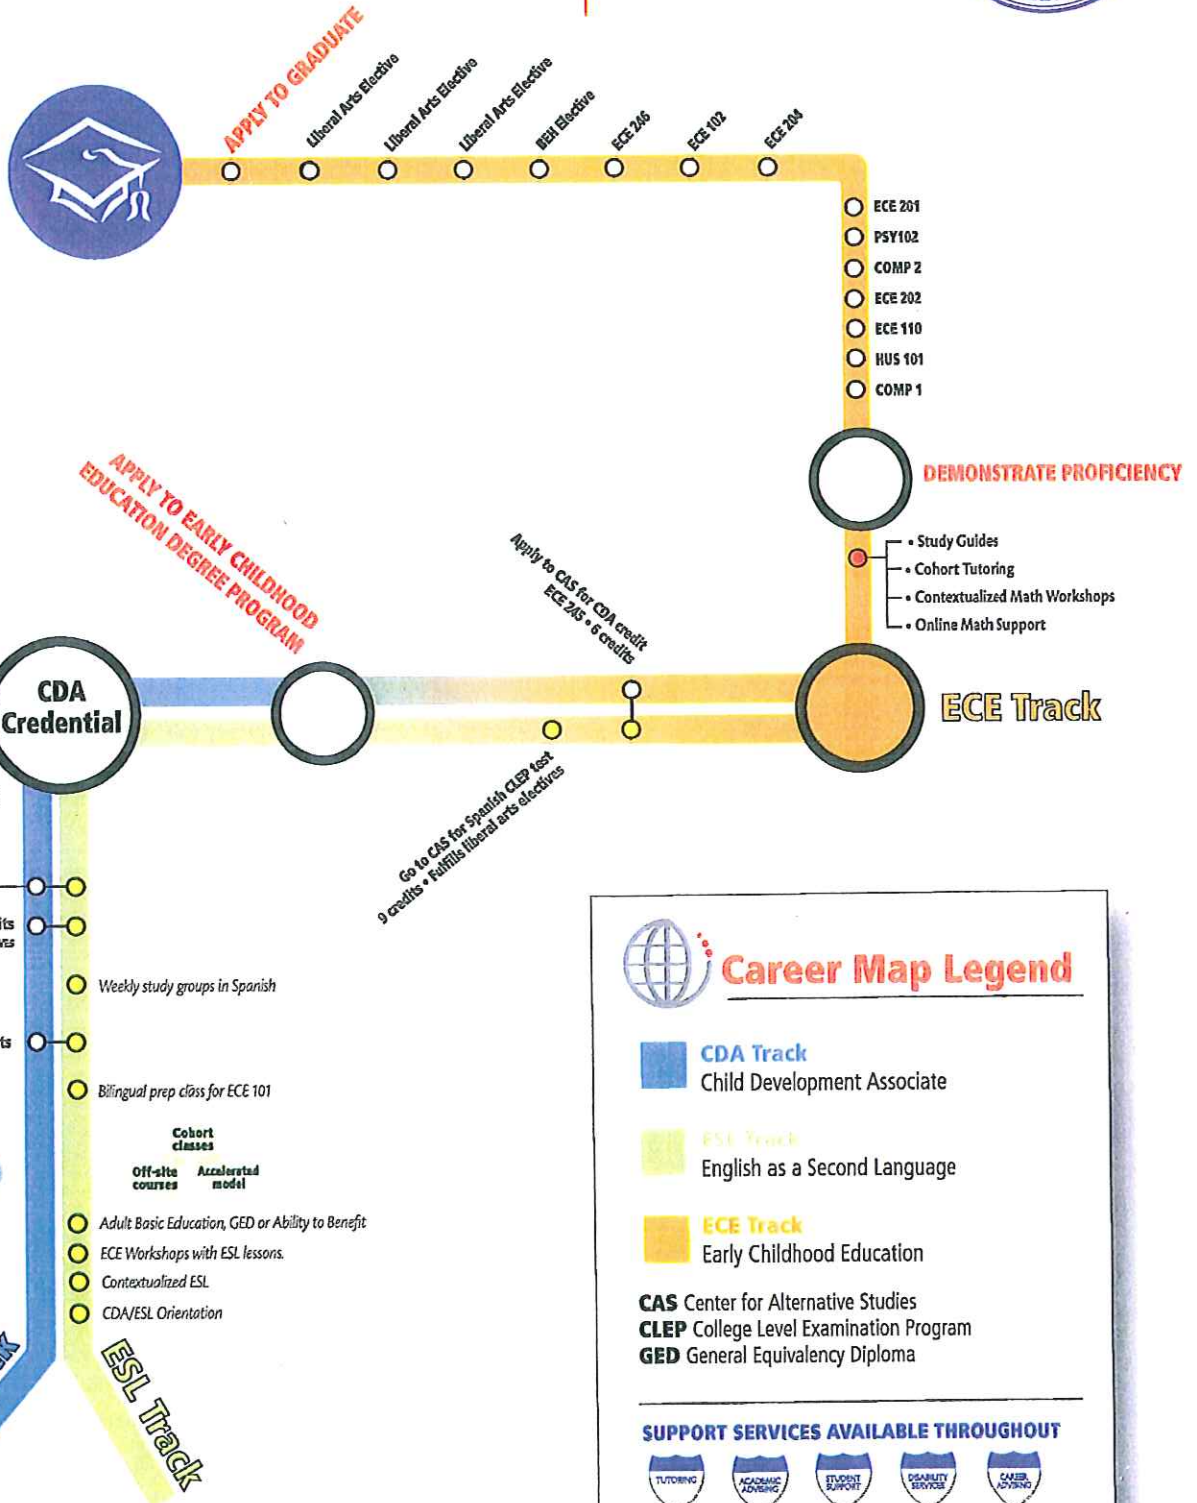 APPLY TO GRADUATE
Liberal Arts Elective
Liberal Arts Elective
Liberal Arts Elective
BEH Elective
ECE 246
ECE 102
ECE 204
ECE 201
PSY102
COMP 2
ECE 202
ECE 110
HUS 101
COMP 1
DEMONSTRATE PROFICIENCY
• Study Guides
• Cohort Tutoring
• Contextualized Math Workshops
• Online Math Support
APPLY TO EARLY CHILDHOOD
EDUCATION DEGREE PROGRAM
Apply to CAS for CDA credit
ECE 245 • 6 credits
CDA
Credential
ECE Track
Go to CAS for Spanish CLEP test
9 credits • Fulfills liberal arts electives
Weekly study groups in Spanish
Bilingual prep class for ECE 101
Cohort
classes
Off-site
courses
Accelerated
model
Adult Basic Education, GED or Ability to Benefit
ECE Workshops with ESL lessons.
Contextualized ESL
CDA/ESL Orientation
ESL Track
Career Map Legend
CDA Track
Child Development Associate
ESL Track
English as a Second Language
ECE Track
Early Childhood Education
CAS Center for Alternative Studies
CLEP College Level Examination Program
GED General Equivalency Diploma
SUPPORT SERVICES AVAILABLE THROUGHOUT
TUTORING
ACADEMIC
ADVISING
STUDENT
SUPPORT
DISABILITY
SERVICES
CAREER
ADVISING